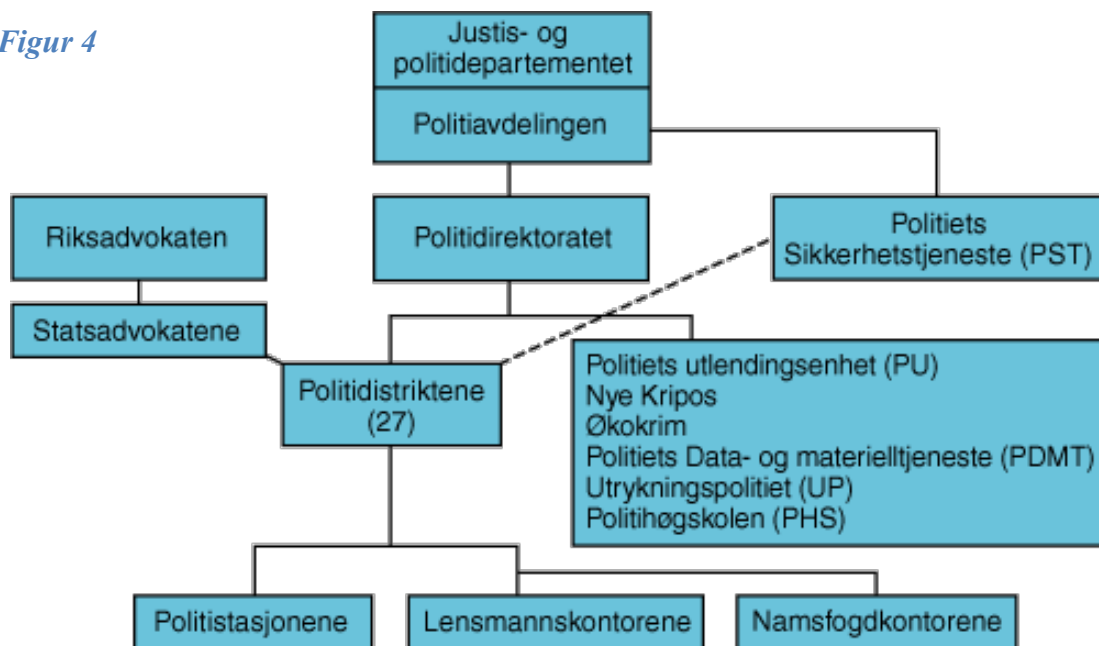 Figur 4
Justis- og
politidepartementet
Politiavdelingen
Riksadvokaten
Politidirektoratet
Politiets
Sikkerhetstjeneste (PST)
Statsadvokatene
Politidistriktene
(27)
Politiets utlendingsenhet (PU)
Nye Kripos
Økokrim
Politiets Data- og materielltjeneste (PDMT)
Utrykningspolitiet (UP)
Politihøgskolen (PHS)
Politistasjonene
Lensmannskontorene
Namsfogdkontorene